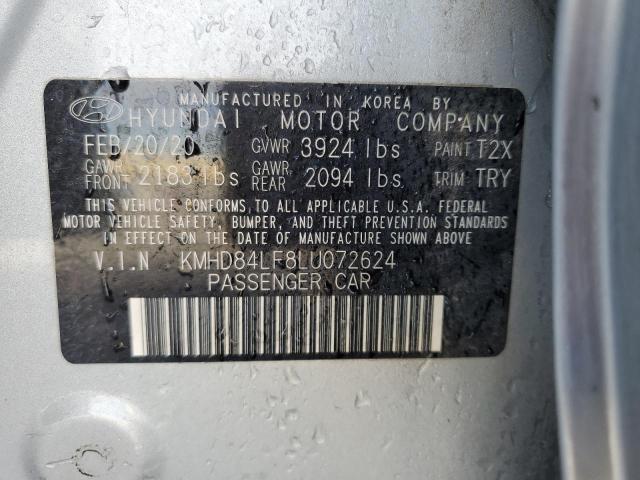 MANUFACTURED IN KOREA BY
HYUNDAI MOTOR COMPANY
FEB/20/20 GVWR 3924 lbs PAINT T2X
GAWR FRONT 2183 lbs GAWR REAR 2094 lbs TRIM TRY
THIS VEHICLE CONFORMS TO ALL APPLICABLE U.S.A. FEDERAL
MOTOR VEHICLE SAFETY, BUMPER, AND THEFT PREVENTION STANDARDS
IN EFFECT ON THE DATE OF MANUFACTURE SHOWN ABOVE
V.I.N KMHD84LF8LU072624
PASSENGER CAR